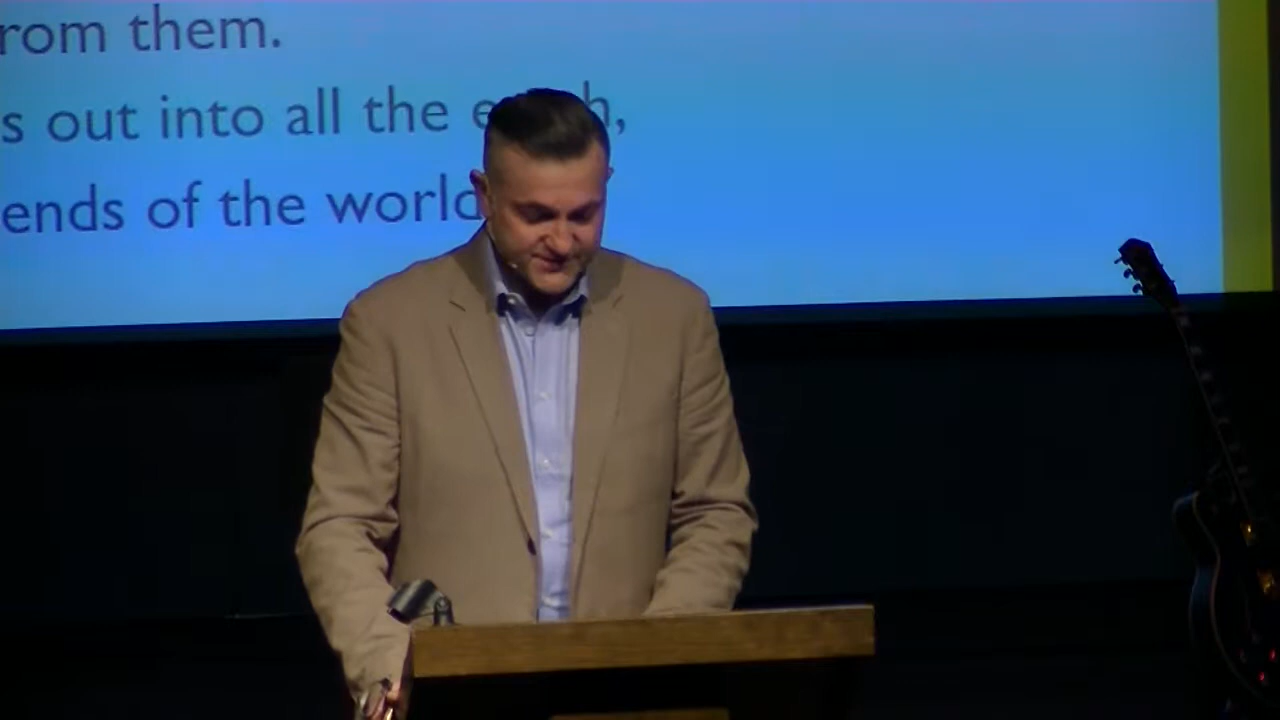 rom them.
s out into all the e h,
ends of the world